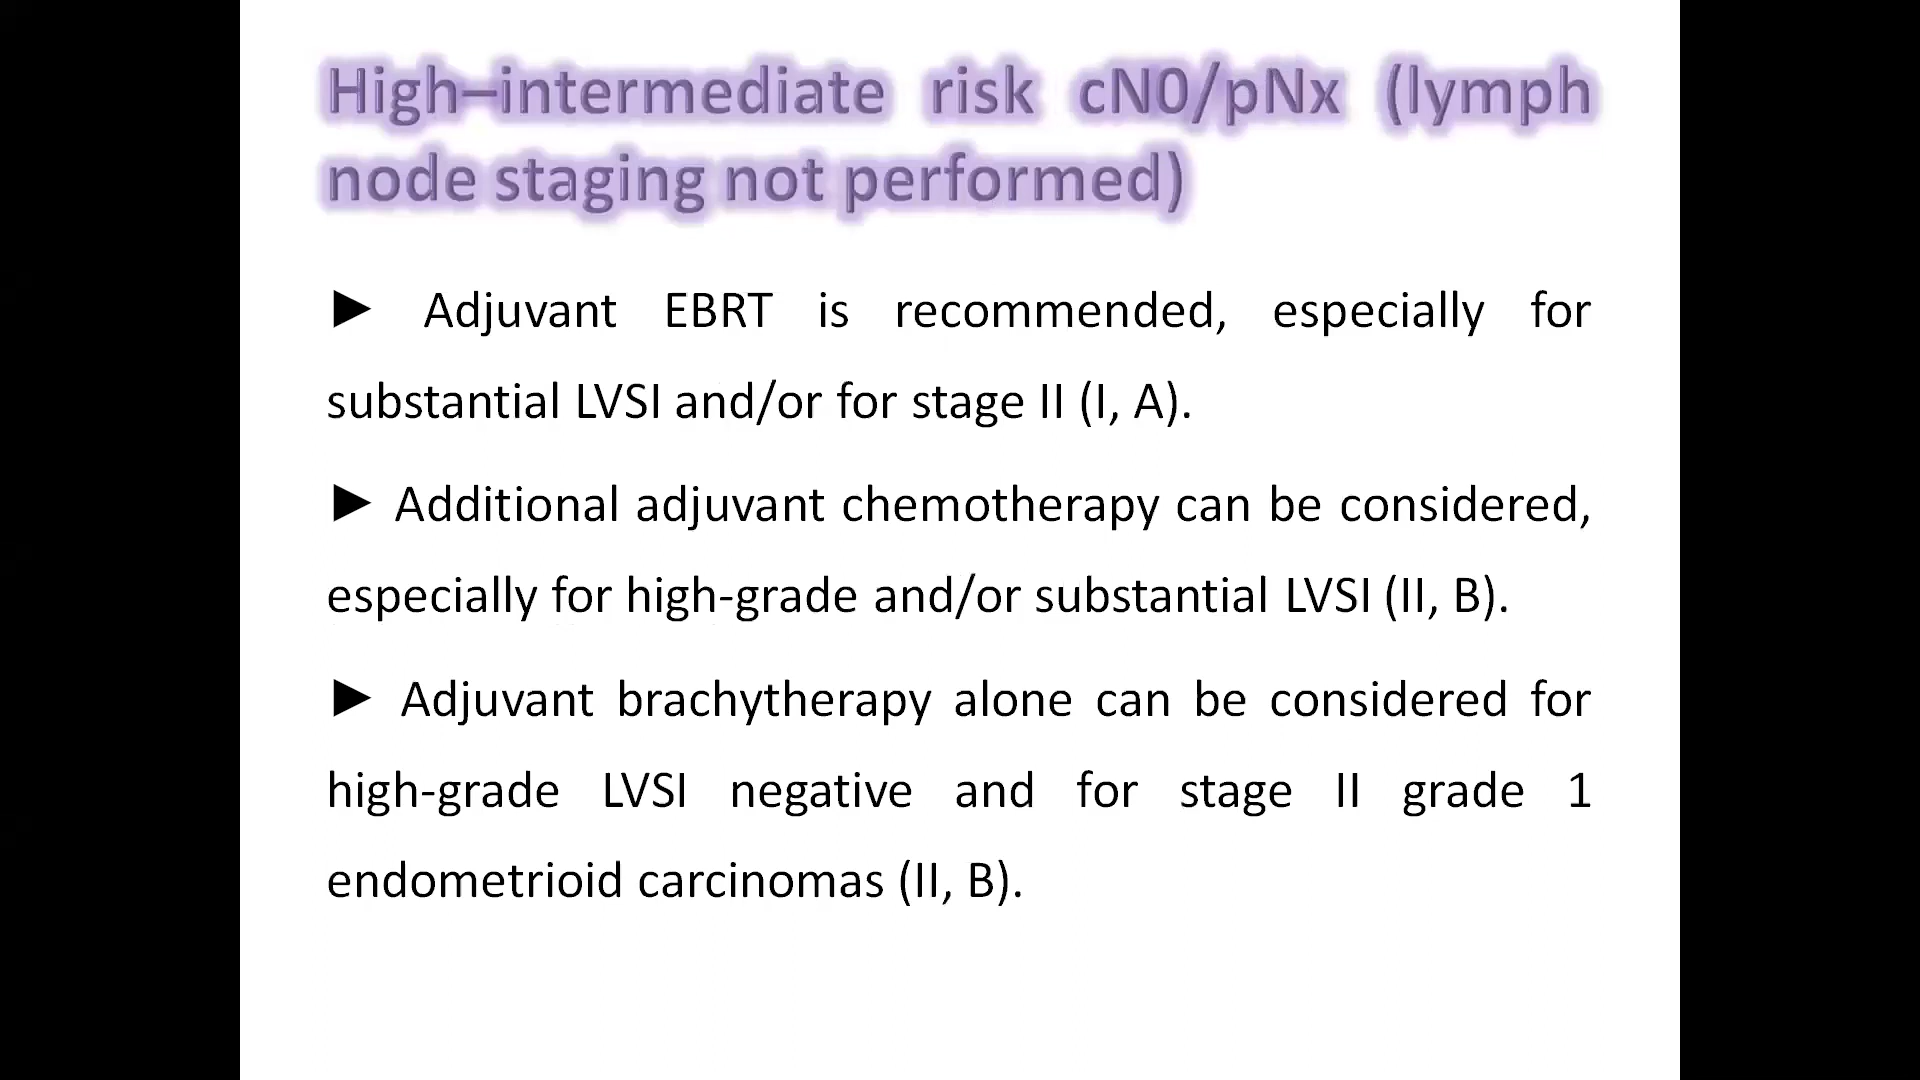 High–intermediate risk cN0/pNx (lymph
node staging not performed)
► Adjuvant EBRT is recommended, especially for
substantial LVSI and/or for stage II (I, A).
► Additional adjuvant chemotherapy can be considered,
especially for high-grade and/or substantial LVSI (II, B).
► Adjuvant brachytherapy alone can be considered for
high-grade LVSI negative and for stage II grade 1
endometrioid carcinomas (II, B).